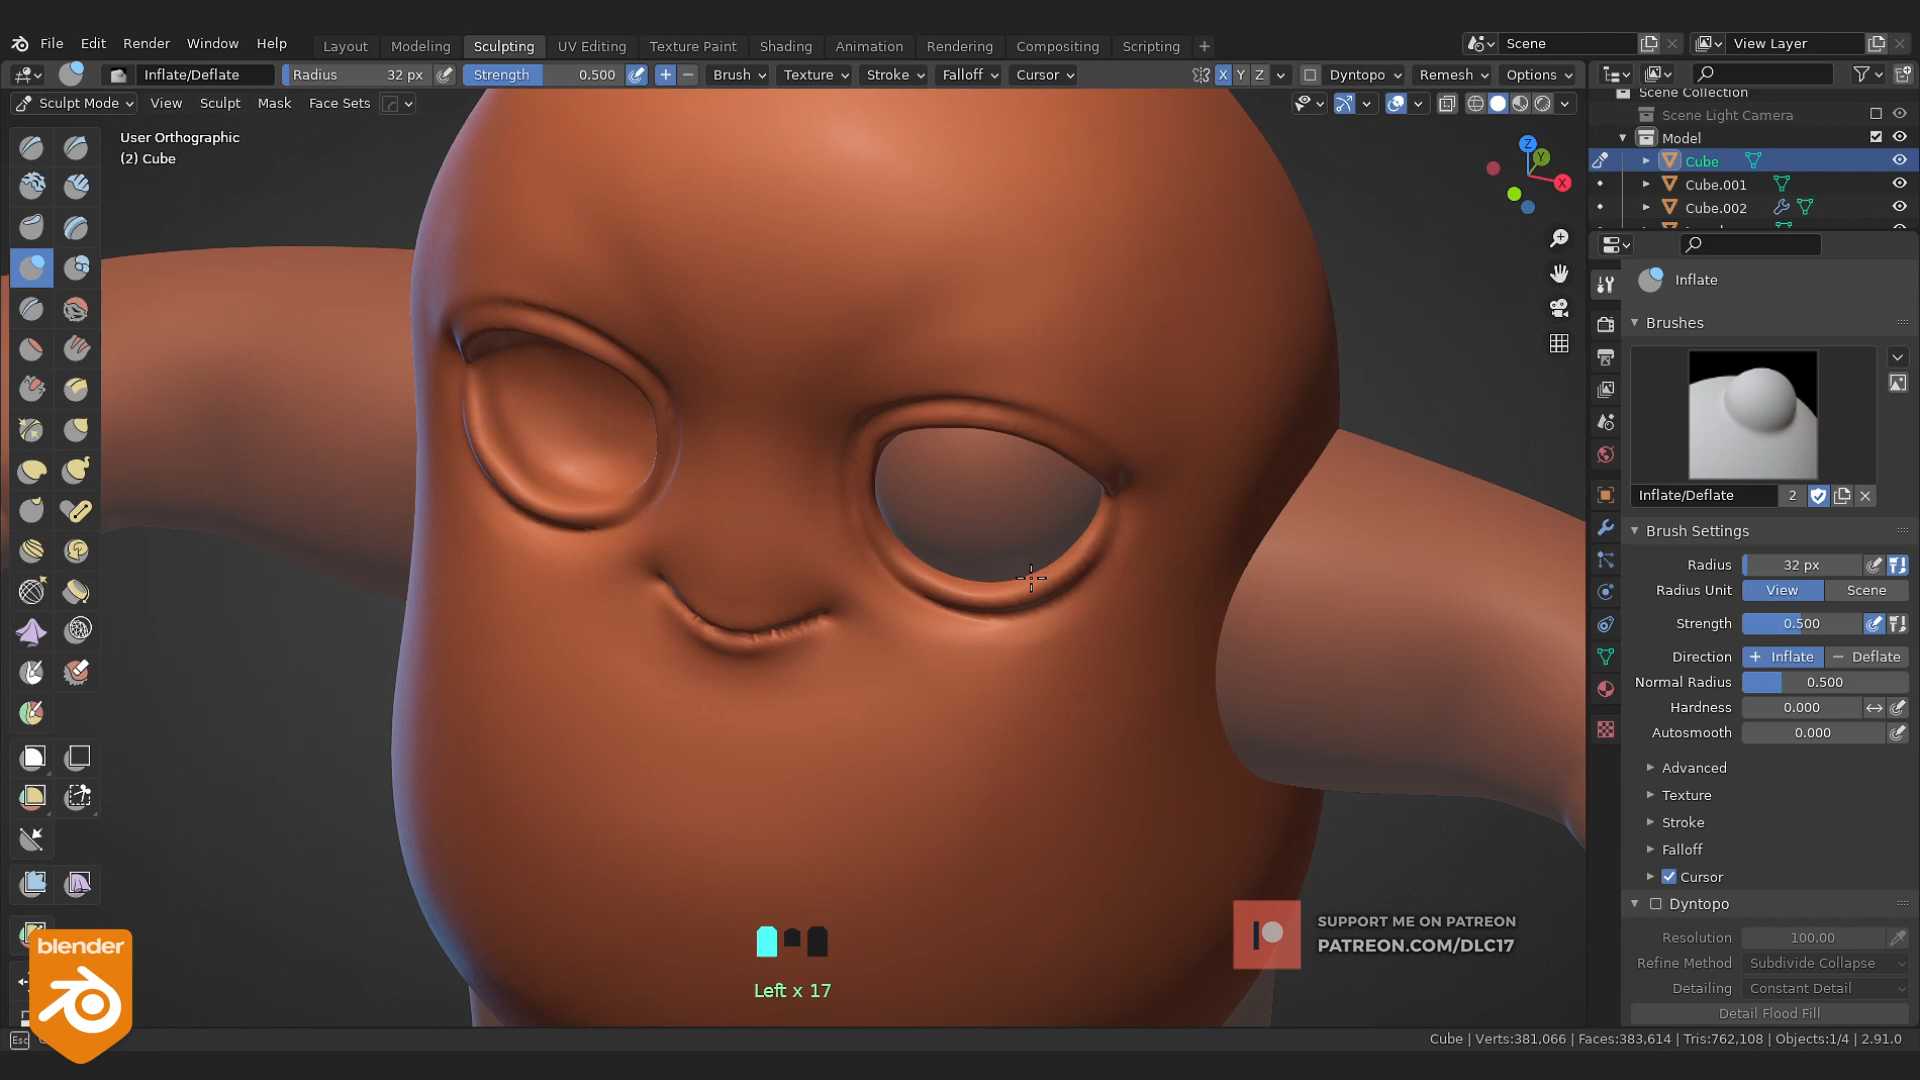 File Edit Render Window Help
Layout Modeling Sculpting UV Editing Texture Paint Shading Animation Rendering Compositing Scripting +
Scene
View Layer
Inflate/Deflate Radius 32 px Strength 0.500 + − Brush Texture Stroke Falloff Cursor
X Y Z Dyntopo Remesh Options
Sculpt Mode View Sculpt Mask Face Sets
User Orthographic
(2) Cube
Z
Y
X
Scene Collection
Scene Light Camera
Model
Cube
Cube.001
Cube.002
Inflate
Brushes
Inflate/Deflate 2
Brush Settings
Radius 32 px
Radius Unit View Scene
Strength 0.500
Direction + Inflate − Deflate
Normal Radius 0.500
Hardness 0.000
Autosmooth 0.000
Advanced
Texture
Stroke
Falloff
Cursor
Dyntopo
Resolution 100.00
Refine Method Subdivide Collapse
Detailing Constant Detail
Detail Flood Fill
SUPPORT ME ON PATREON
PATREON.COM/DLC17
Left x 17
blender
Esc
Cube | Verts:381,066 | Faces:383,614 | Tris:762,108 | Objects:1/4 | 2.91.0